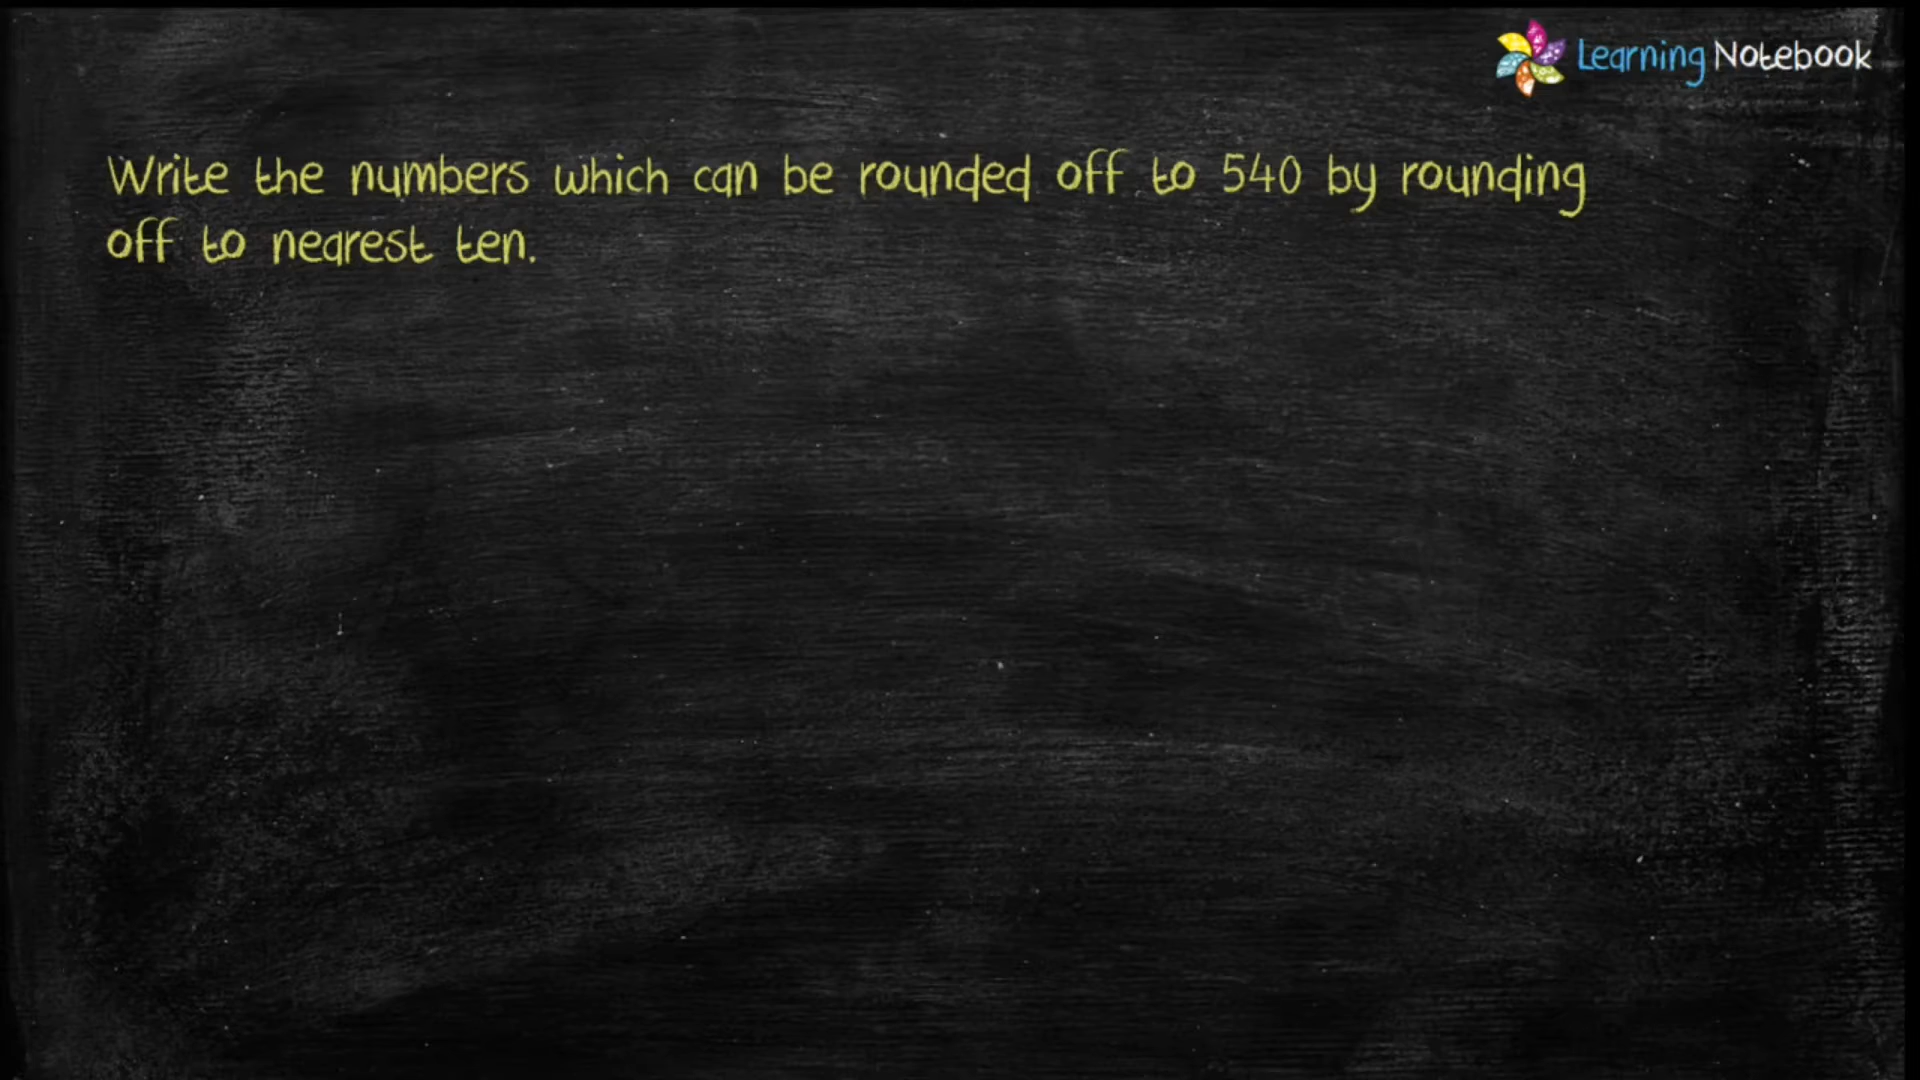 Learning Notebook
Write the numbers which can be rounded off to 540 by rounding
off to nearest ten.